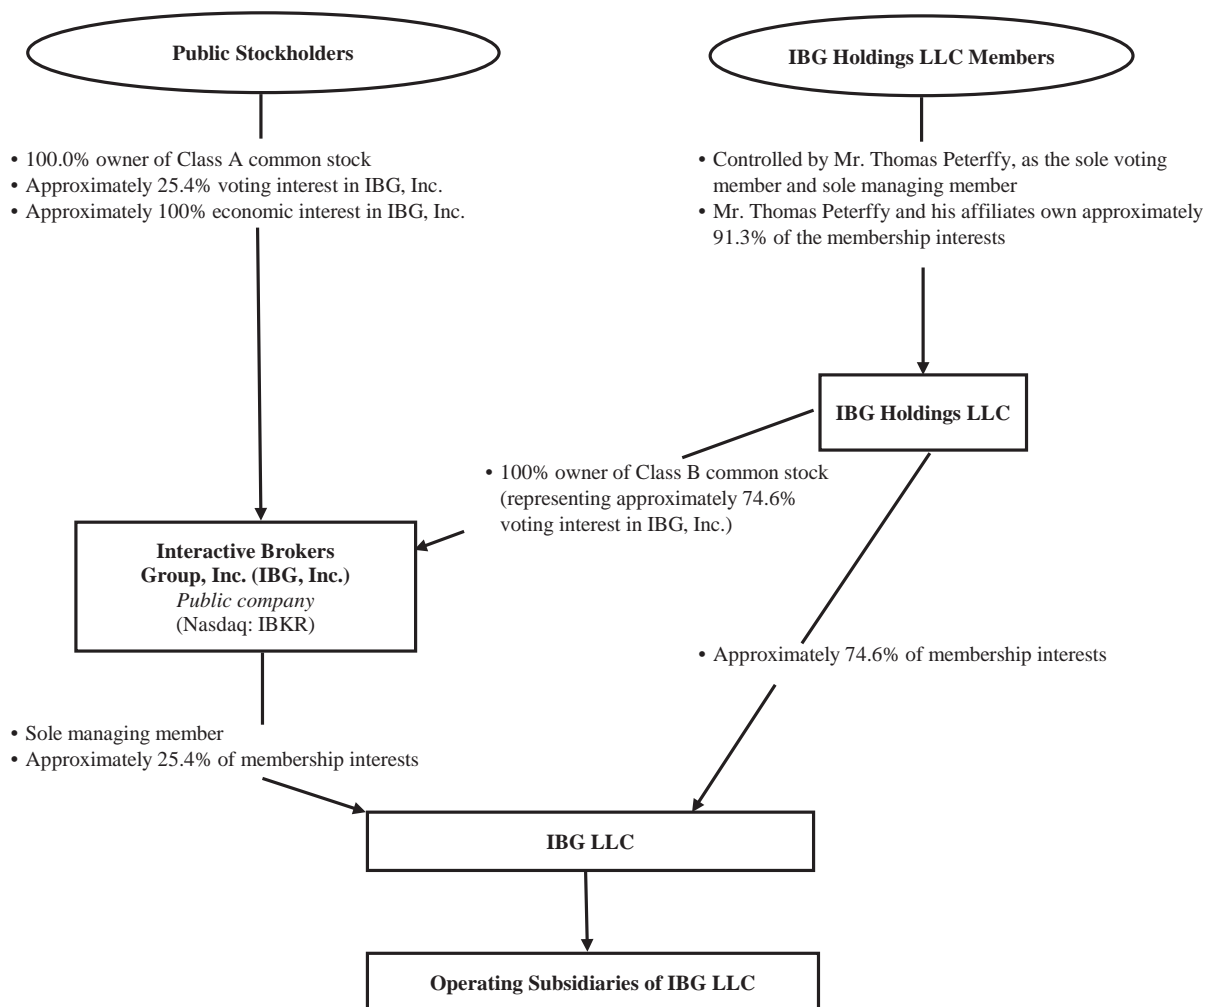 Public Stockholders
IBG Holdings LLC Members
• 100.0% owner of Class A common stock
• Approximately 25.4% voting interest in IBG, Inc.
• Approximately 100% economic interest in IBG, Inc.
• Controlled by Mr. Thomas Peterffy, as the sole voting
member and sole managing member
• Mr. Thomas Peterffy and his affiliates own approximately
91.3% of the membership interests
IBG Holdings LLC
• 100% owner of Class B common stock
(representing approximately 74.6%
voting interest in IBG, Inc.)
Interactive Brokers
Group, Inc. (IBG, Inc.)
Public company
(Nasdaq: IBKR)
• Approximately 74.6% of membership interests
• Sole managing member
• Approximately 25.4% of membership interests
IBG LLC
Operating Subsidiaries of IBG LLC